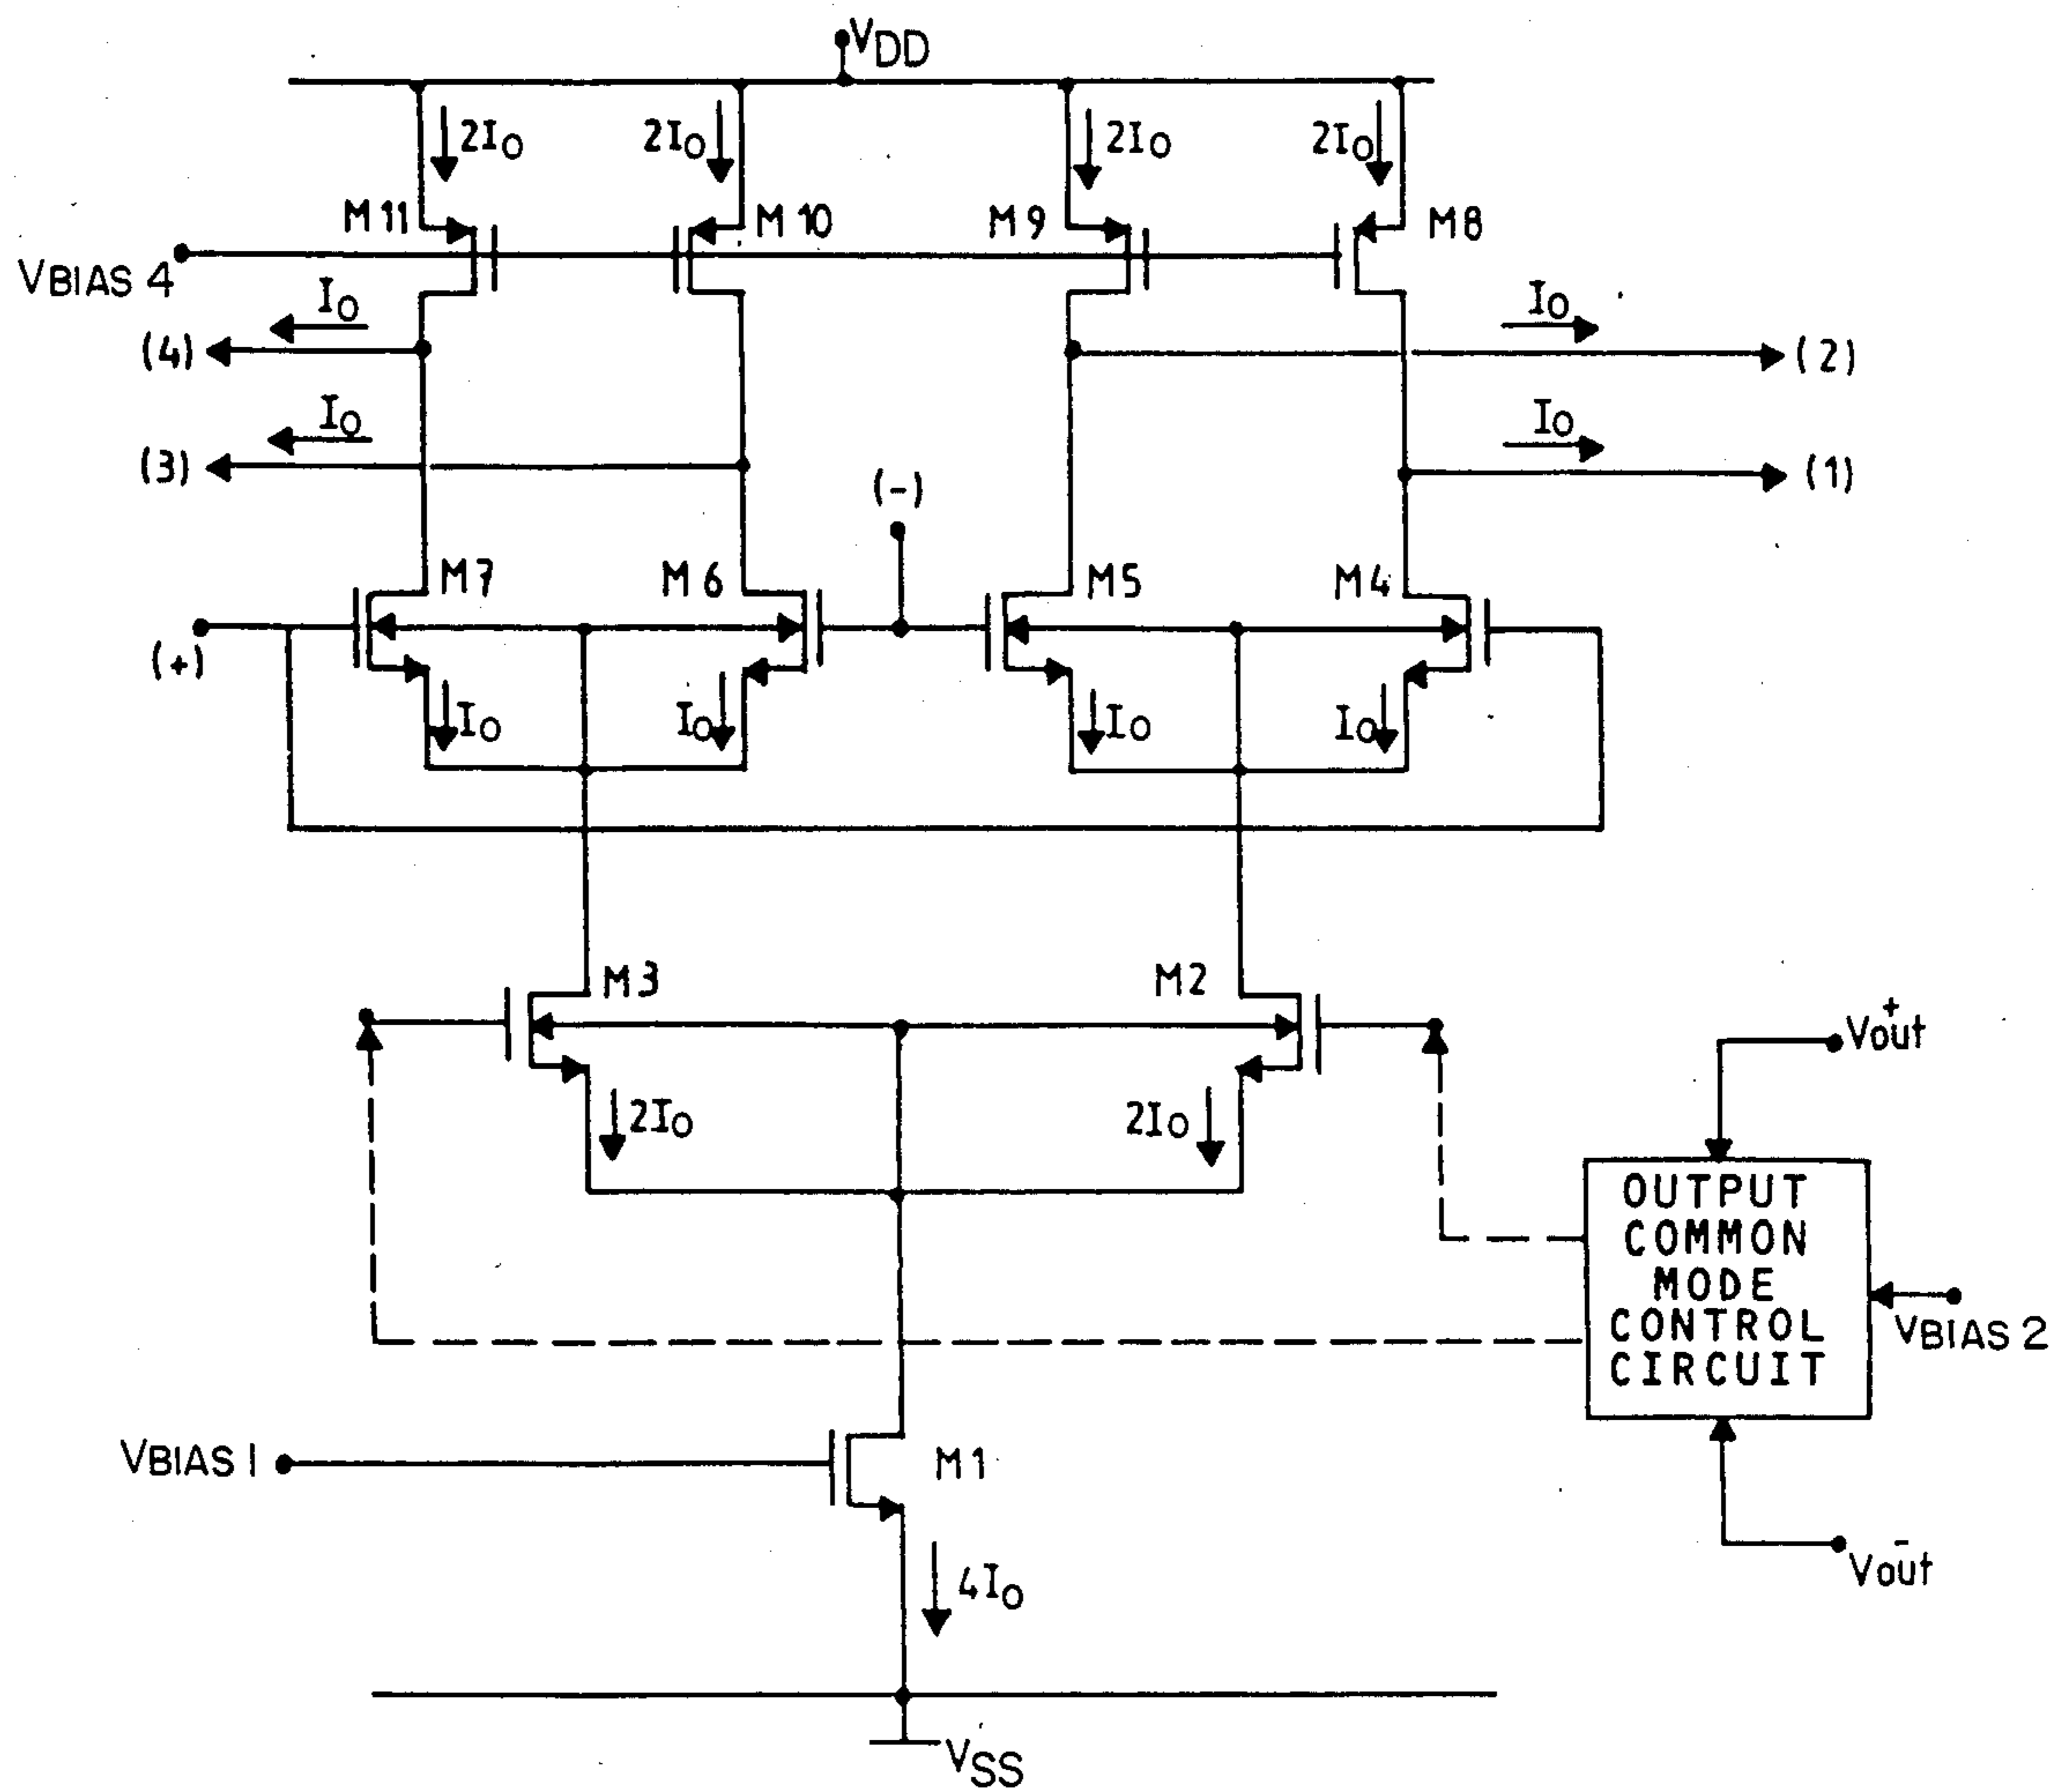 VDD
2IO
2IO
2IO
2IO
M11
M10
M9
M8
VBIAS 4
IO
IO
(4)
(2)
IO
IO
(3)
(-)
(1)
M7
M6
M5
M4
(+)
IO
IO
IO
IO
M3
M2
Vout+
2IO
2IO
OUTPUT
COMMON
MODE
CONTROL
CIRCUIT
VBIAS 2
VBIAS 1
M1
Vout-
4IO
VSS